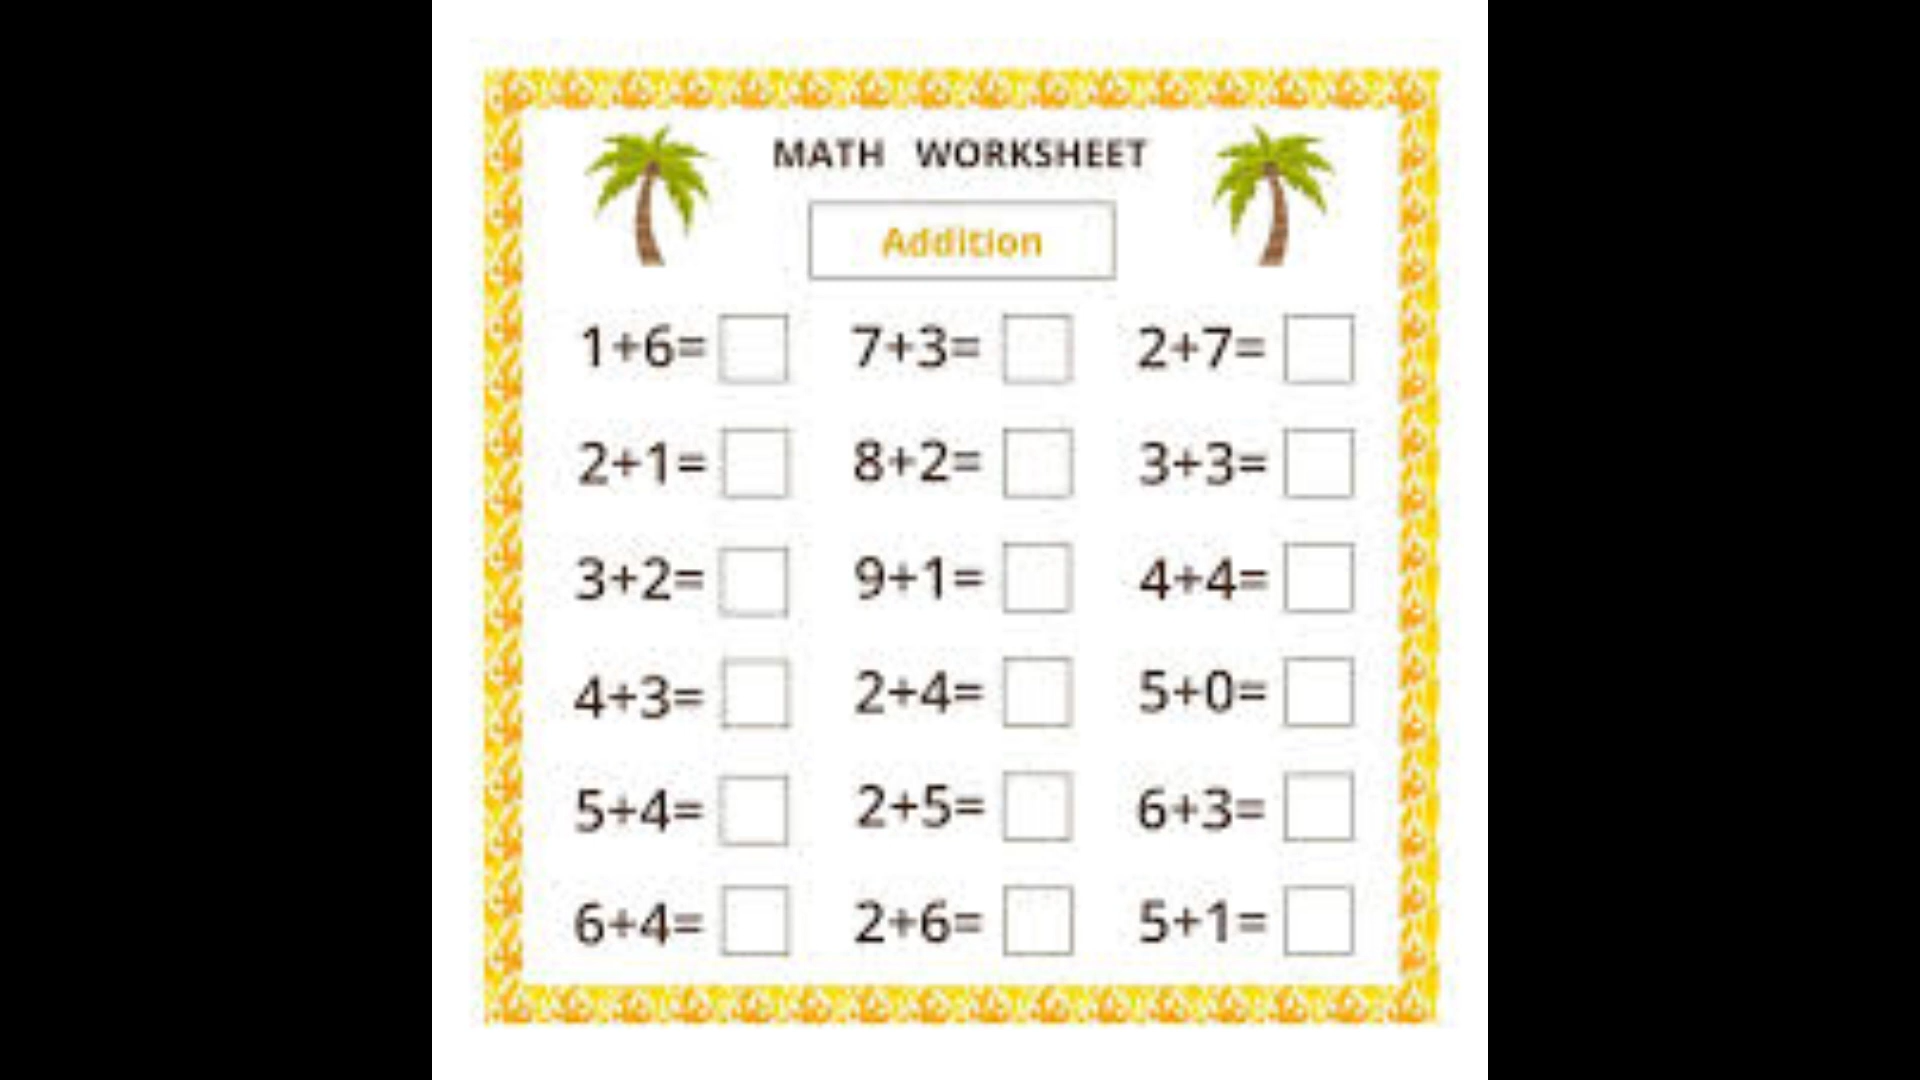 MATH WORKSHEET
Addition
1+6= 7+3= 2+7=
2+1= 8+2= 3+3=
3+2= 9+1= 4+4=
4+3= 2+4= 5+0=
5+4= 2+5= 6+3=
6+4= 2+6= 5+1=